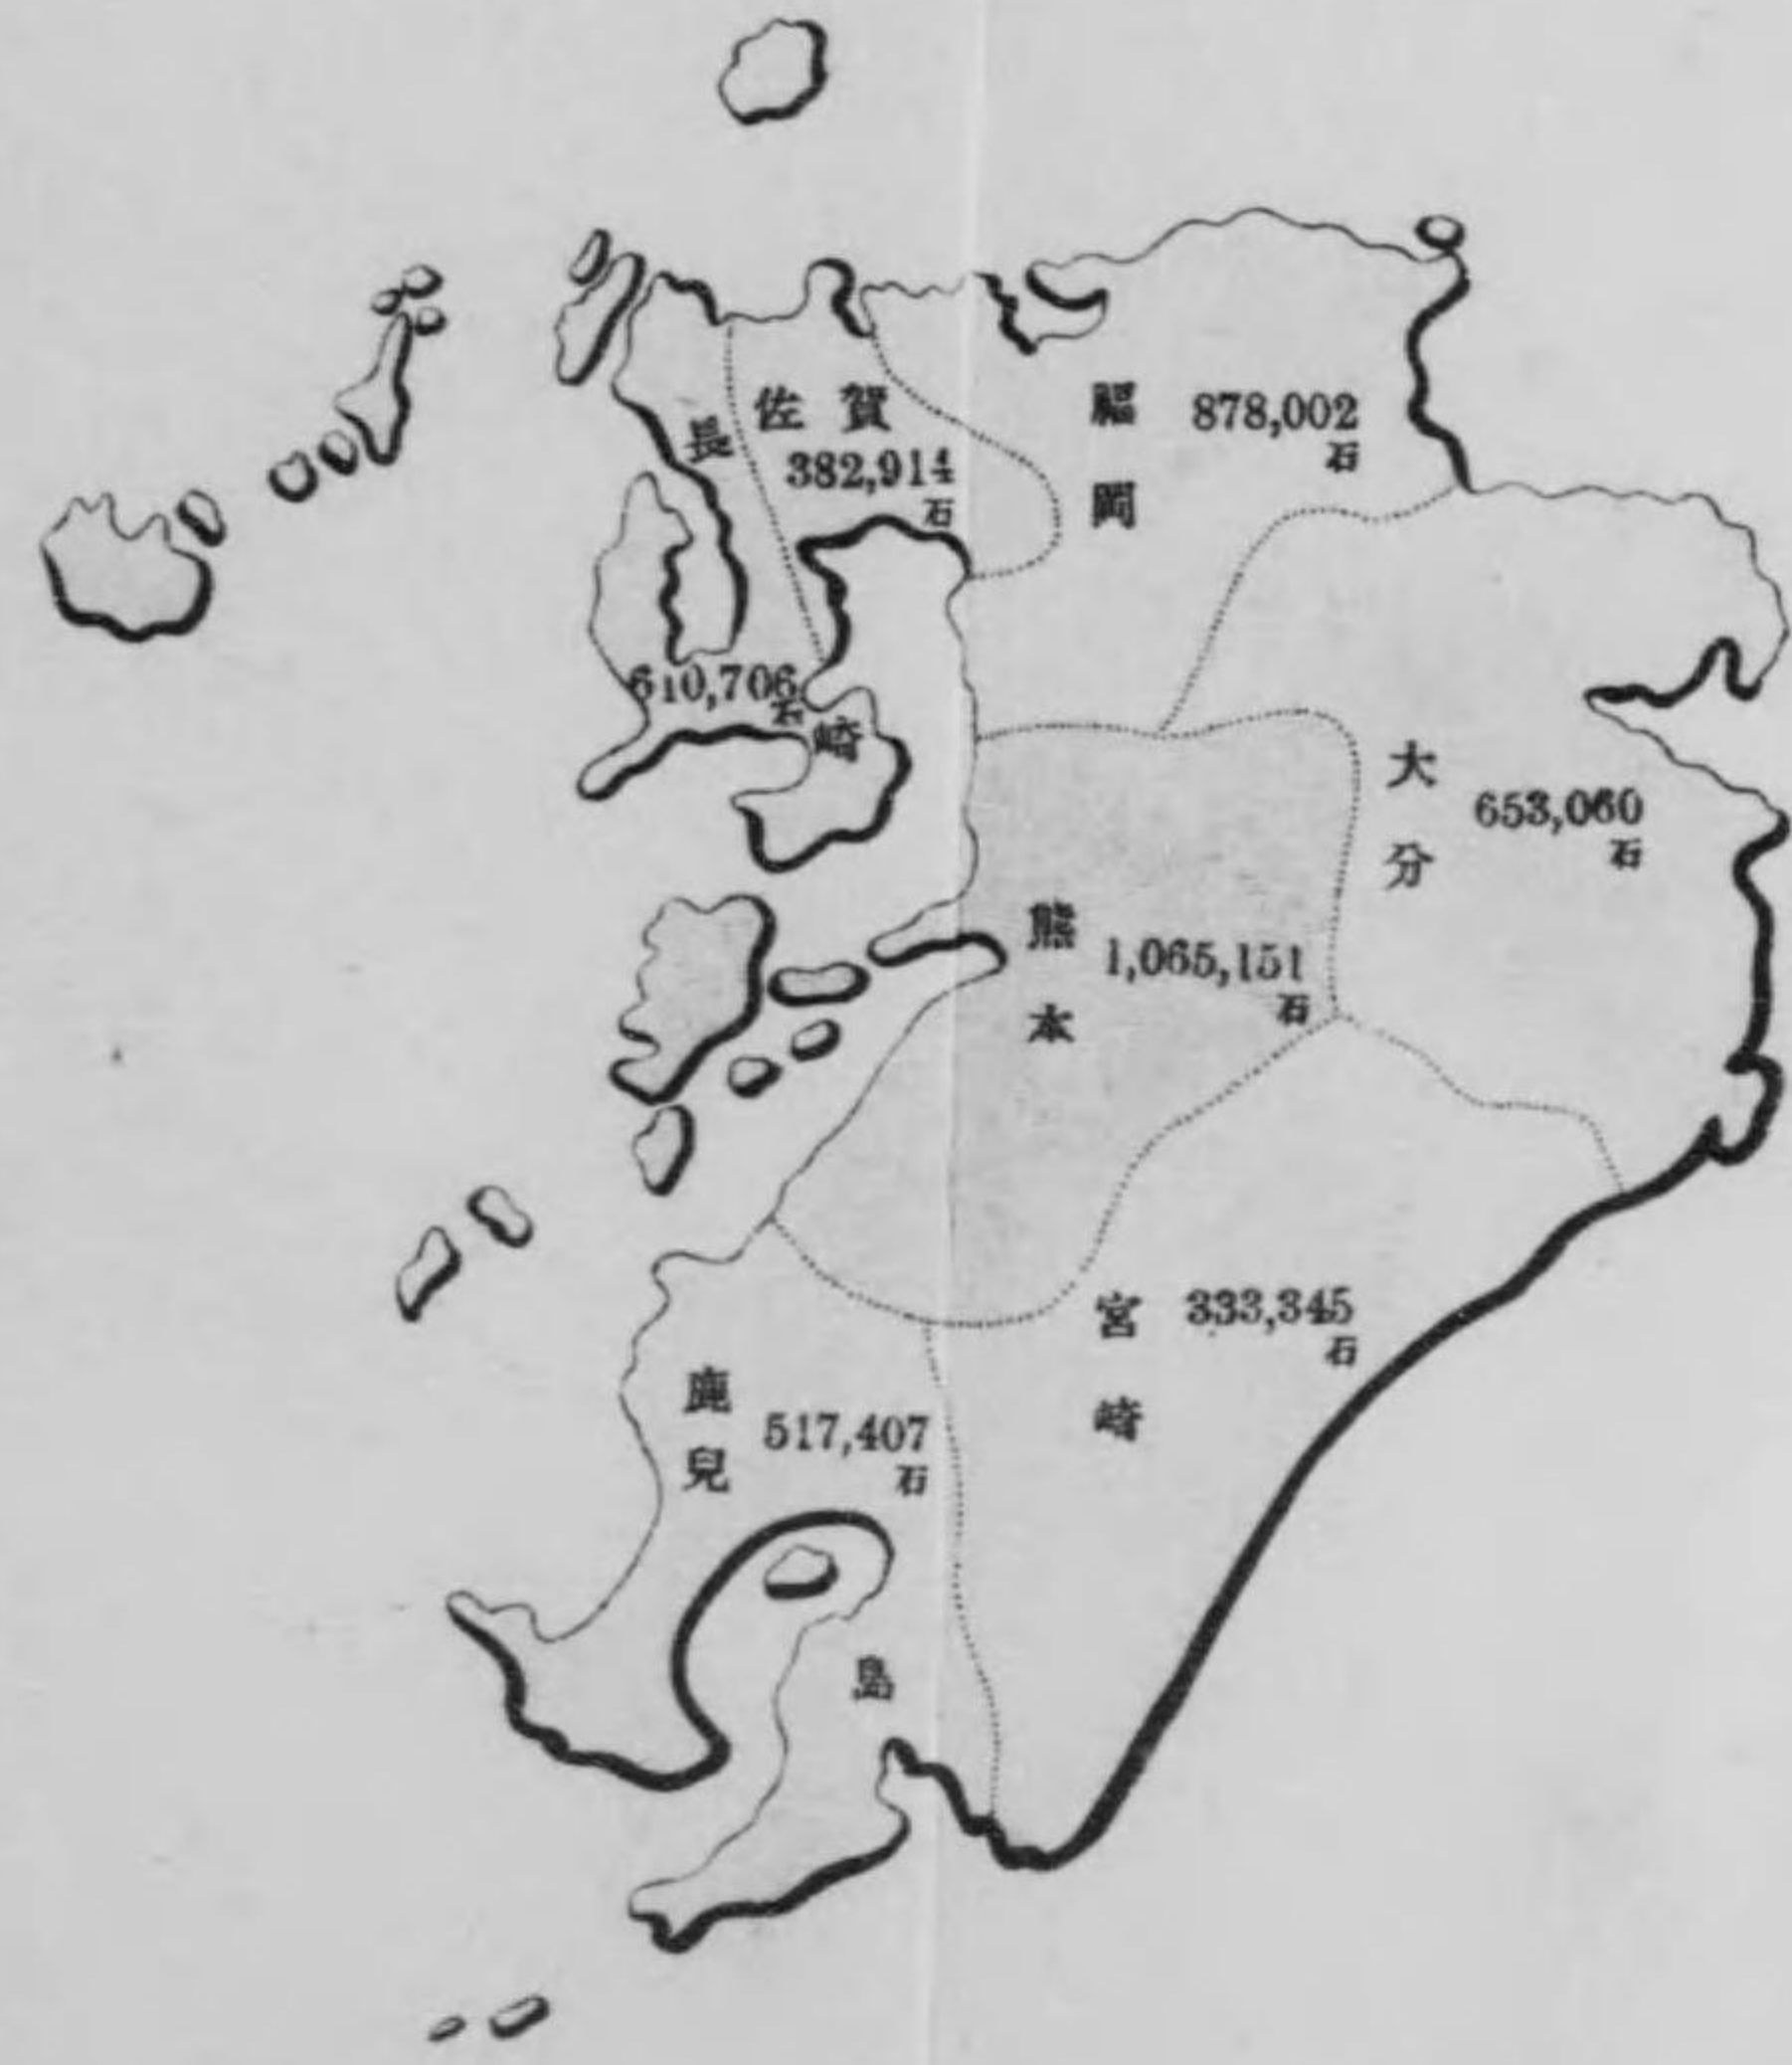 福岡
878,002
石
佐賀
382,914
石
長崎
610,706
石
大分
653,060
石
熊本
1,065,151
石
宮崎
333,345
石
鹿兒島
517,407
石